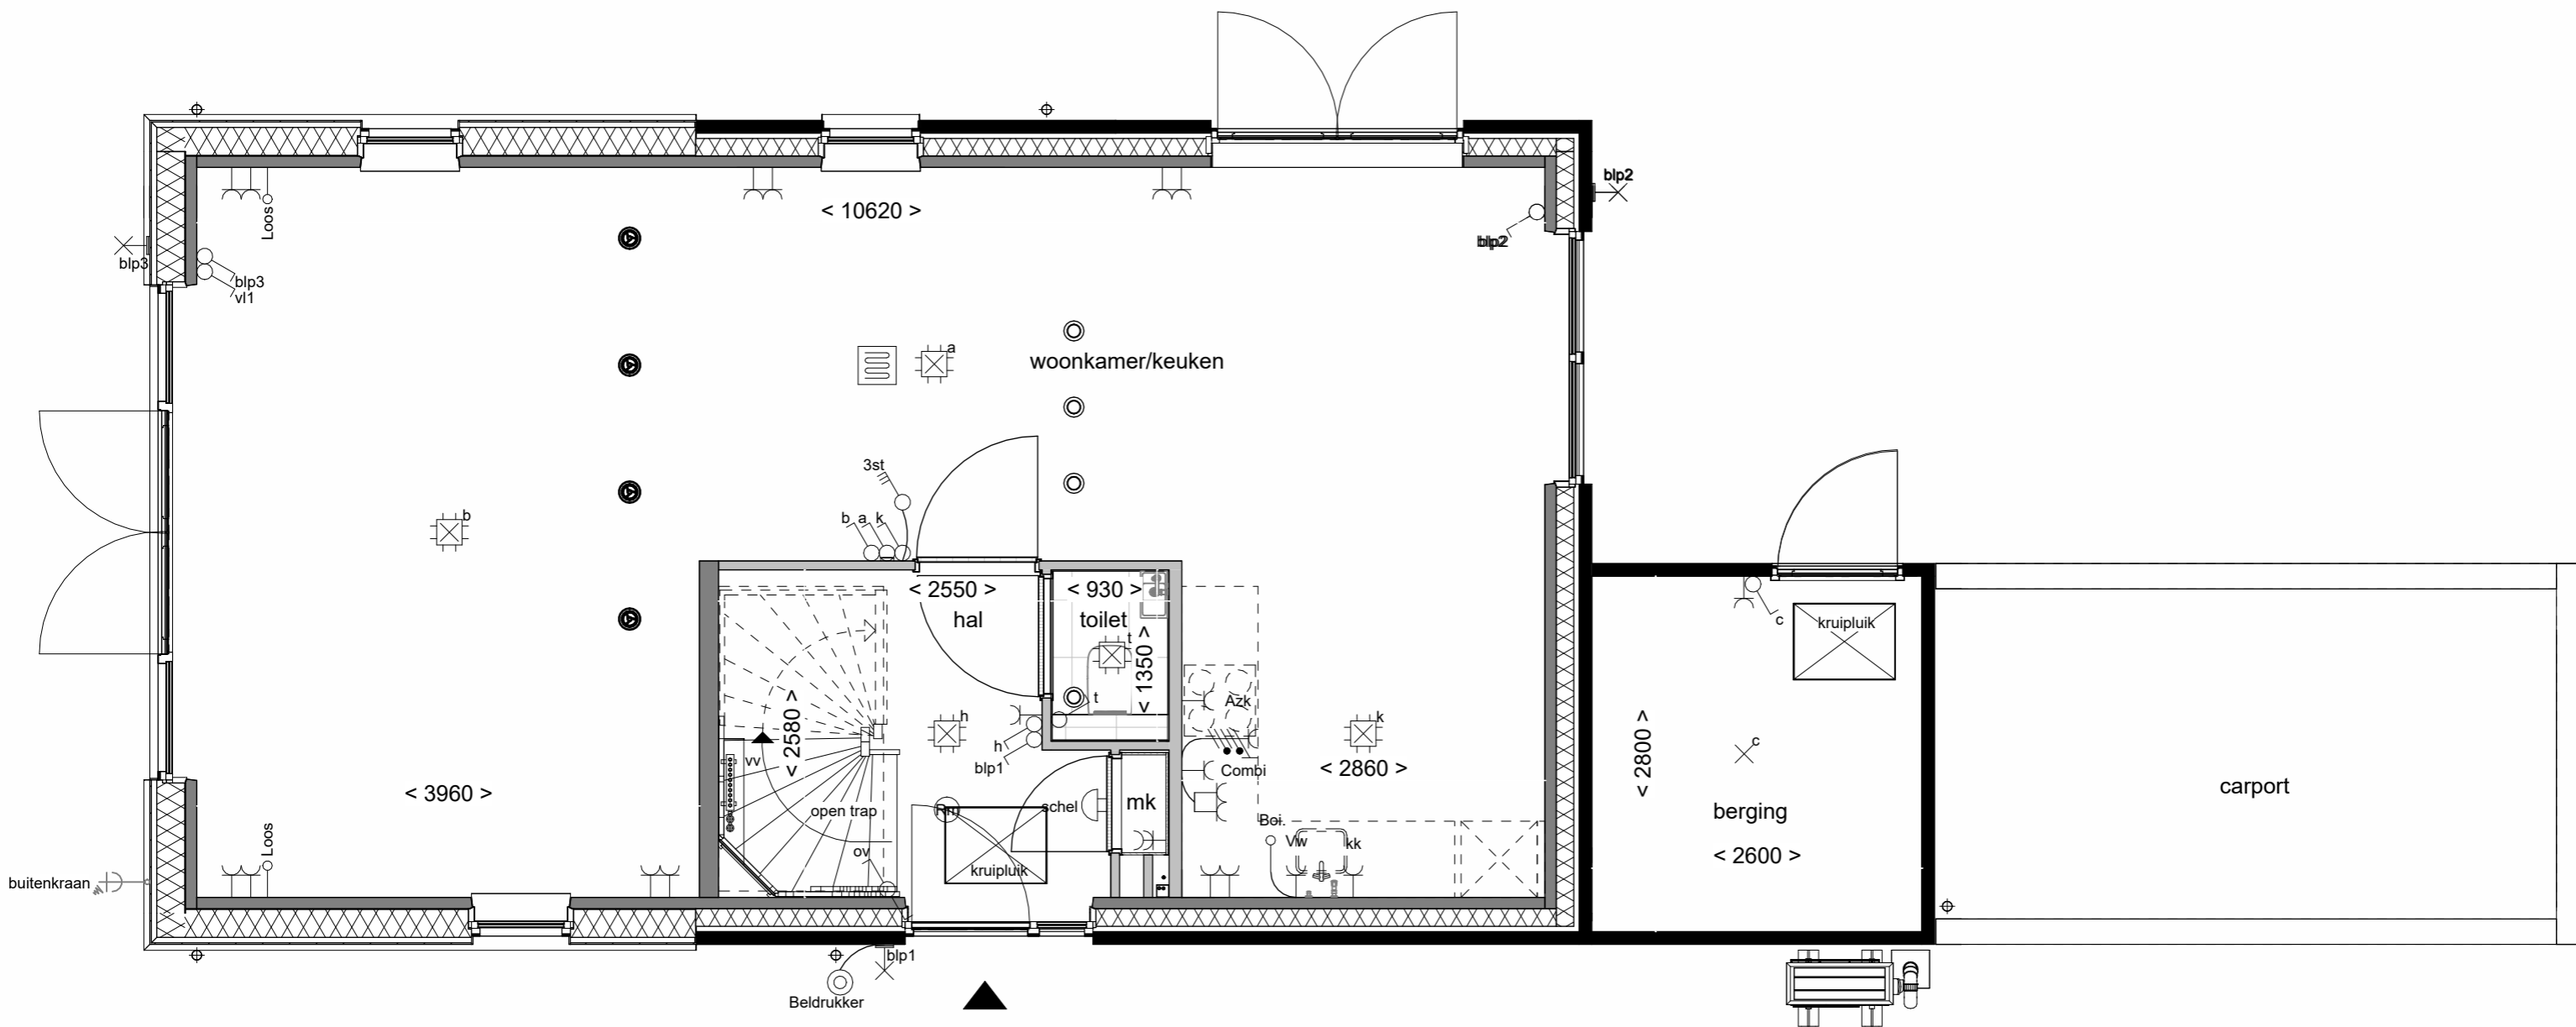 blp2
< 10620 >
Loos
blp2
blp3
blp3
vl1
a
woonkamer/keuken
3st
b
b a k
< 2550 >
hal
< 930 >
toilet
t
< 1350 >
t
kruipluik
c
Azk
h
h
blp1
k
Combi
< 2860 >
< 2580 >
vv
< 2800 >
c
carport
< 3960 >
open trap
Rm
schel
mk
berging
Boi.
Vw
kk
ov
Loos
< 2600 >
kruipluik
buitenkraan
blp1
Beldrukker